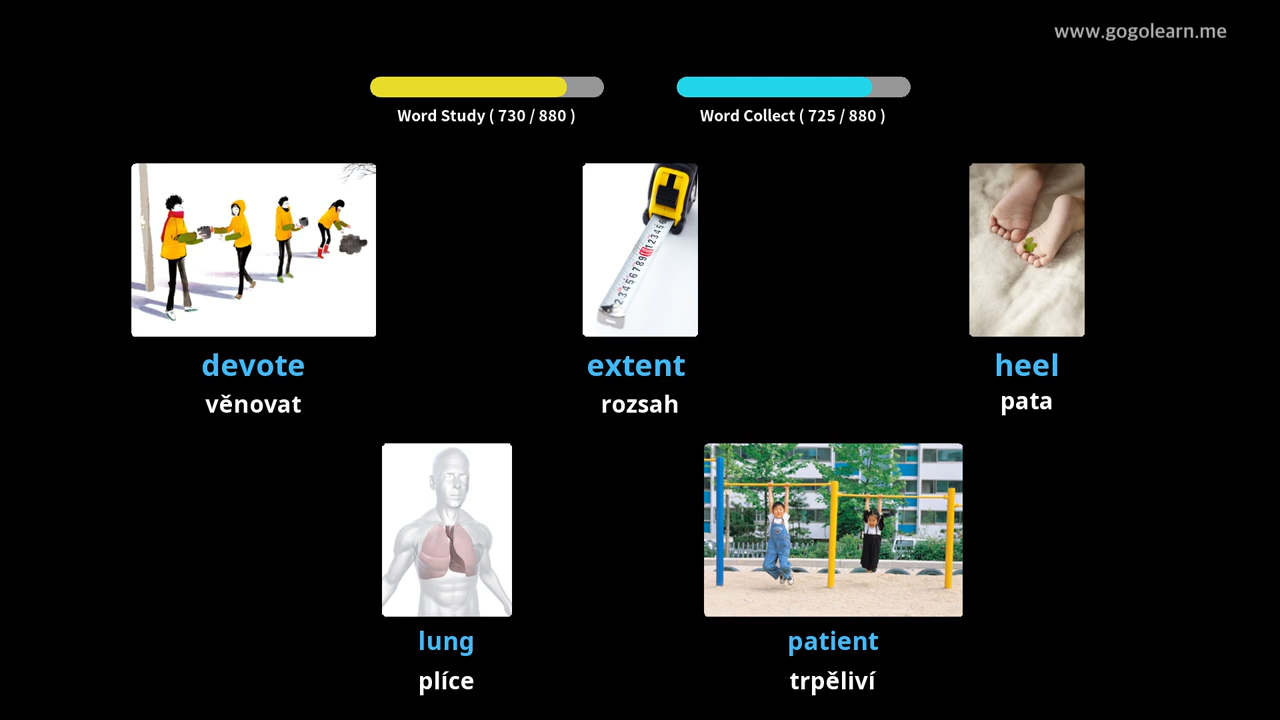 www.gogolearn.me
Word Study ( 730 / 880 )
Word Collect ( 725 / 880 )
devote
věnovat
extent
rozsah
heel
pata
lung
plíce
patient
trpěliví